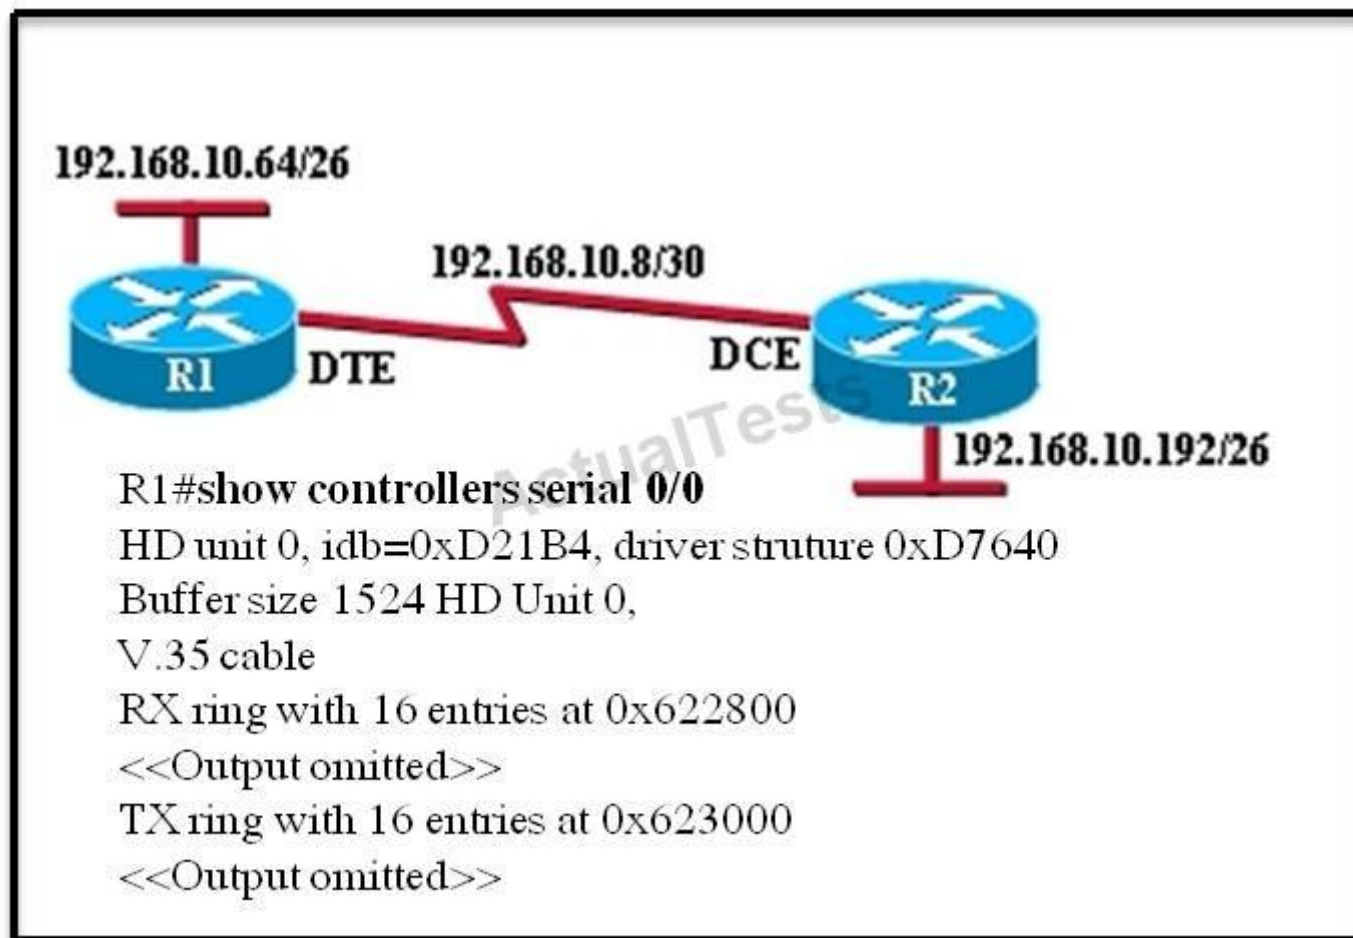 192.168.10.64/26
192.168.10.8/30
R1
DTE
DCE
R2
192.168.10.192/26
ActualTests
R1#show controllers serial 0/0
HD unit 0, idb=0xD21B4, driver struture 0xD7640
Buffer size 1524 HD Unit 0,
V.35 cable
RX ring with 16 entries at 0x622800
<<Output omitted>>
TX ring with 16 entries at 0x623000
<<Output omitted>>